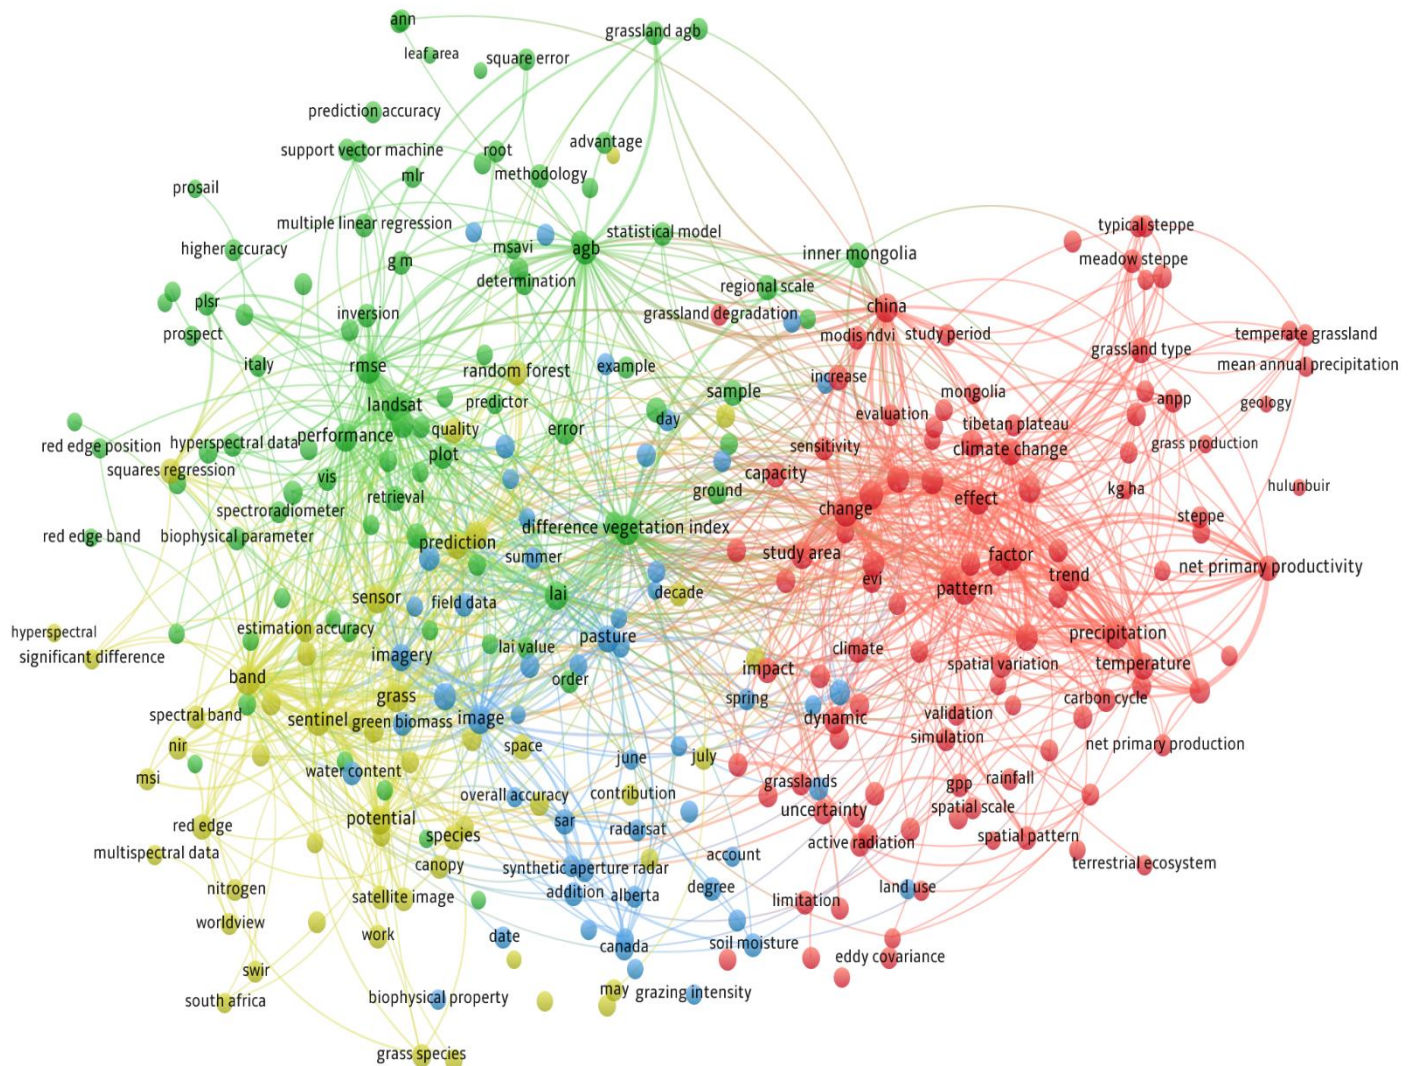 ann
grassland agb
leaf area
square error
prediction accuracy
advantage
support vector machine
root
methodology
mlr
prosail
multiple linear regression
statistical model
typical steppe
higher accuracy
msavi
agb
inner mongolia
meadow steppe
g m
determination
regional scale
plsr
inversion
grassland degradation
china
prospect
modis ndvi
study period
temperate grassland
grassland type
italy
rmse
random forest
example
increase
mean annual precipitation
landsat
predictor
sample
mongolia
anpp
geology
performance
quality
error
day
evaluation
tibetan plateau
red edge position
hyperspectral data
plot
sensitivity
climate change
grass production
squares regression
vis
capacity
retrieval
ground
effect
kg ha
hulunbuir
spectroradiometer
change
steppe
red edge band
biophysical parameter
difference vegetation index
prediction
summer
study area
factor
evi
trend
net primary productivity
sensor
field data
lai
decade
pattern
hyperspectral
estimation accuracy
significant difference
lai value
pasture
climate
precipitation
imagery
impact
spatial variation
temperature
band
order
grass
spring
carbon cycle
spectral band
sentinel
green biomass
image
dynamic
validation
nir
space
simulation
net primary production
msi
water content
june
july
overall accuracy
contribution
grasslands
gpp
rainfall
red edge
potential
species
sar
radarsat
uncertainty
spatial scale
multispectral data
canopy
synthetic aperture radar
account
active radiation
spatial pattern
terrestrial ecosystem
nitrogen
satellite image
addition
alberta
degree
limitation
land use
worldview
work
date
canada
soil moisture
eddy covariance
swir
south africa
biophysical property
may
grazing intensity
grass species